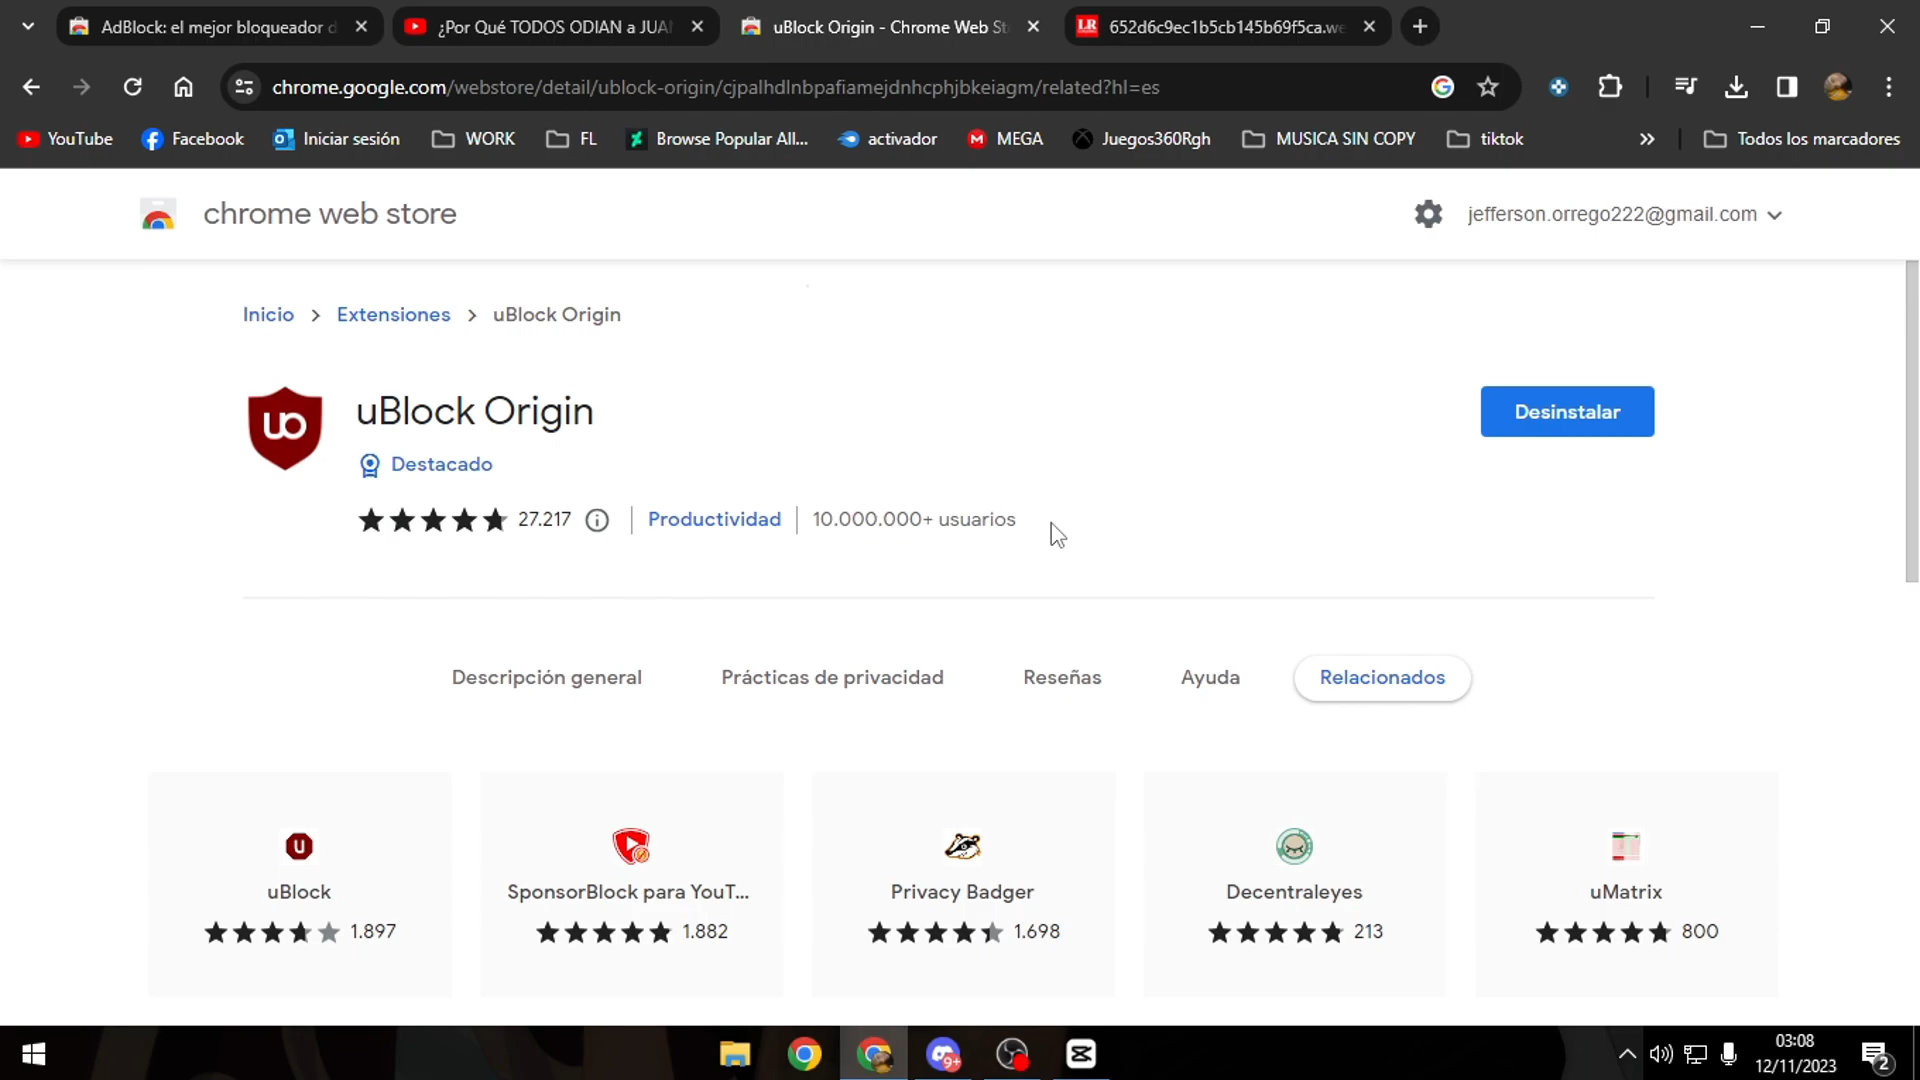 AdBlock: el mejor bloqueador d
¿Por Qué TODOS ODIAN a JUA
uBlock Origin - Chrome Web St
LR 652d6c9ec1b5cb145b69f5ca.we
chrome.google.com/webstore/detail/ublock-origin/cjpalhdlnbpafiamejdnhcphjbkeiagm/related?hl=es
YouTube
Facebook
Iniciar sesión
WORK
FL
Browse Popular All...
activador
MEGA
Juegos360Rgh
MUSICA SIN COPY
tiktok
Todos los marcadores
chrome web store
jefferson.orrego222@gmail.com
Inicio > Extensiones > uBlock Origin
uBlock Origin
Desinstalar
Destacado
27.217
Productividad
10.000.000+ usuarios
Descripción general
Prácticas de privacidad
Reseñas
Ayuda
Relacionados
uBlock
SponsorBlock para YouT...
Privacy Badger
Decentraleyes
uMatrix
1.897
1.882
1.698
213
800
9+
03:08
12/11/2023
2